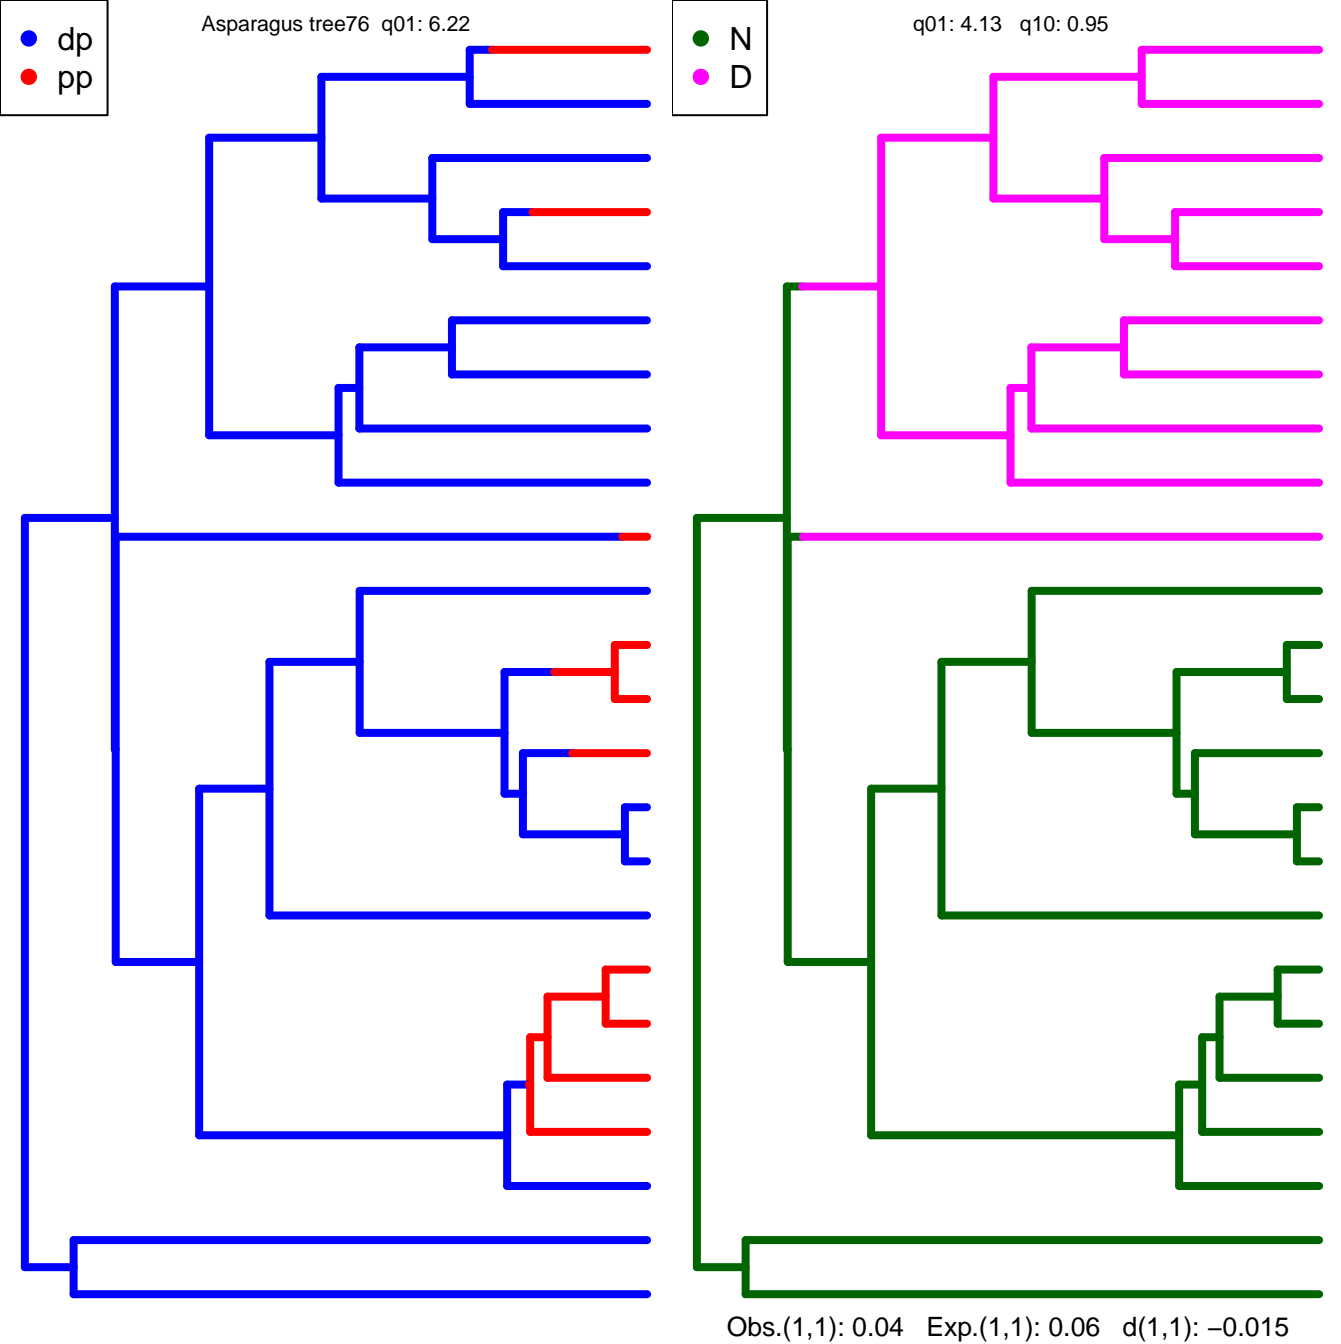 Asparagus tree76 q01: 6.22
dp
pp
q01: 4.13 q10: 0.95
N
D
Obs.(1,1): 0.04 Exp.(1,1): 0.06 d(1,1): −0.015